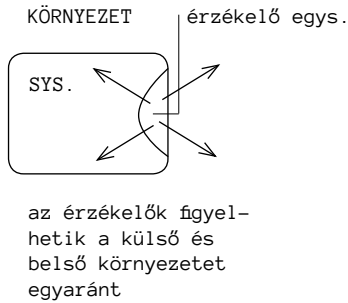 KÖRNYEZET
érzékelő egys.
SYS.
az érzékelők figyel-
hetik a külső és
belső környezetet
egyaránt